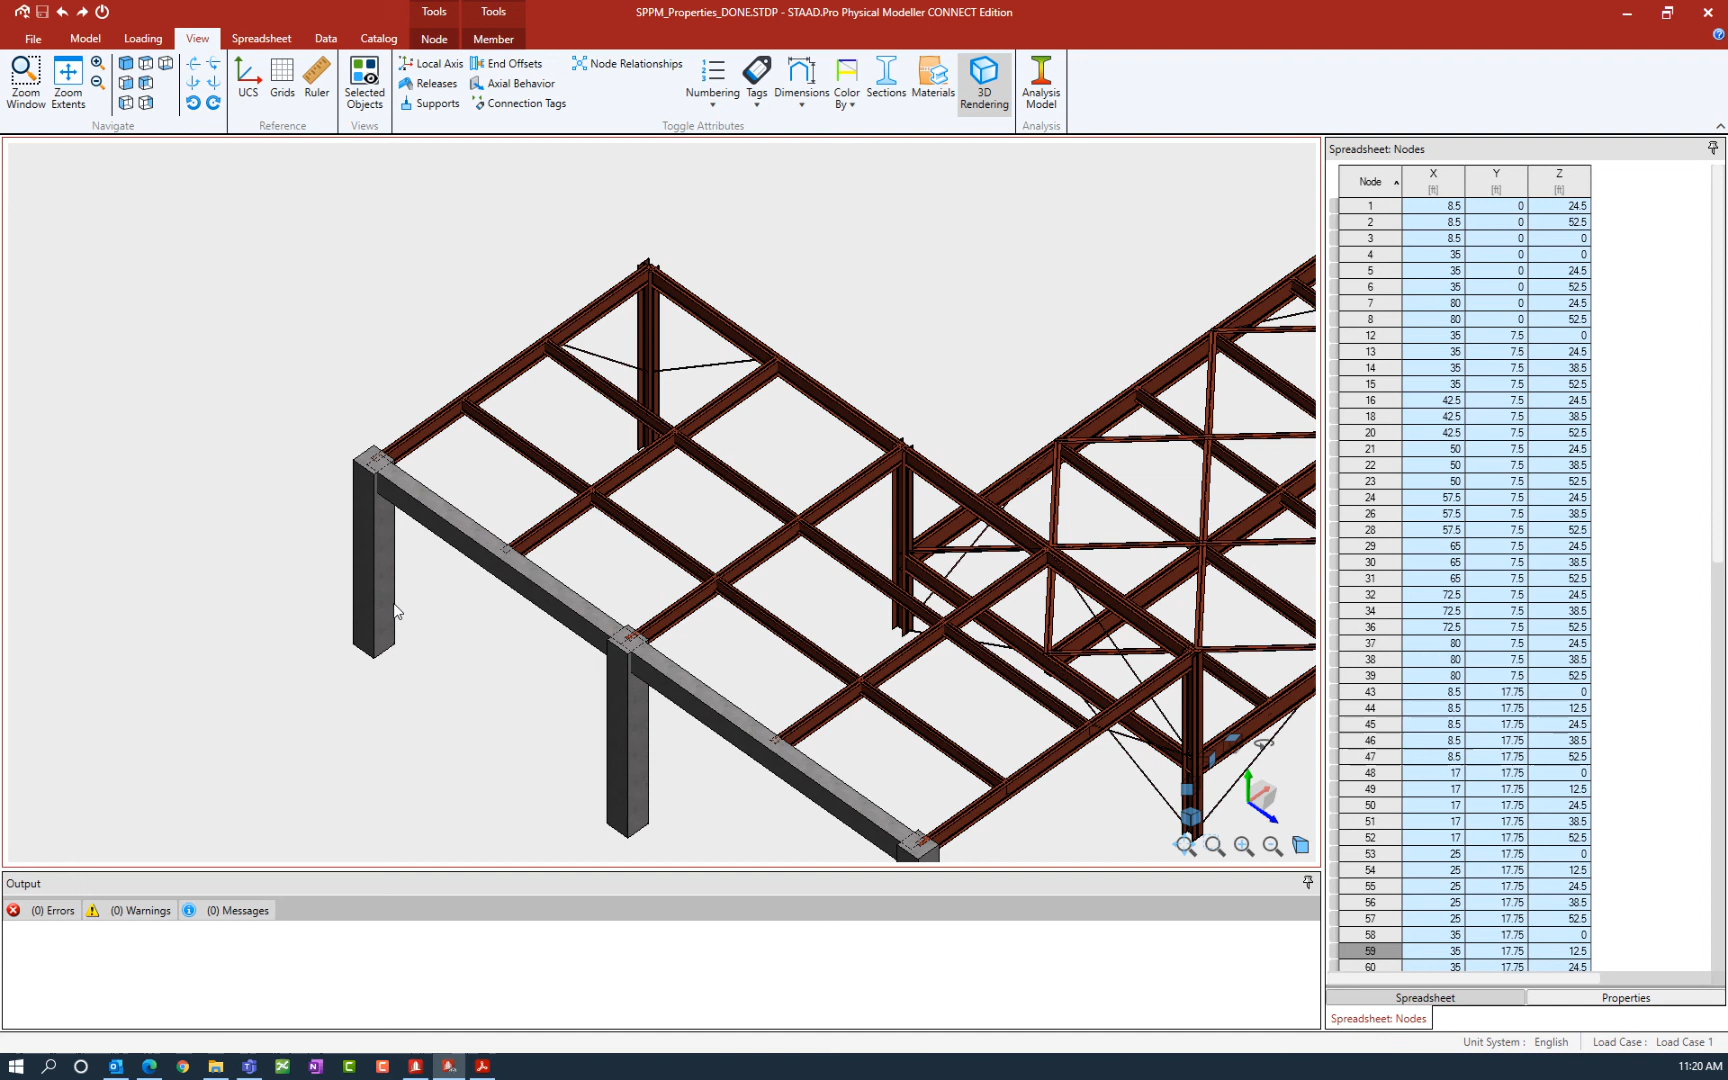 SPPM_Properties_DONE.STDP - STAAD.Pro Physical Modeller CONNECT Edition
Tools Tools
File Model Loading View Spreadsheet Data Catalog Node Member
Zoom Window
Zoom Extents
Navigate
UCS
Grids
Ruler
Reference
Selected Objects
Views
Local Axis End Offsets Node Relationships
Releases Axial Behavior
Supports Connection Tags
Numbering
Tags
Dimensions
Color By
Sections
Materials
3D Rendering
Toggle Attributes
Analysis Model
Analysis
Spreadsheet: Nodes
Node X [ft] Y [ft] Z [ft]
1 8.5 0 24.5
2 8.5 0 52.5
3 8.5 0 0
4 35 0 0
5 35 0 24.5
6 35 0 52.5
7 80 0 24.5
8 80 0 52.5
12 35 7.5 0
13 35 7.5 24.5
14 35 7.5 38.5
15 35 7.5 52.5
16 42.5 7.5 24.5
18 42.5 7.5 38.5
20 42.5 7.5 52.5
21 50 7.5 24.5
22 50 7.5 38.5
23 50 7.5 52.5
24 57.5 7.5 24.5
26 57.5 7.5 38.5
28 57.5 7.5 52.5
29 65 7.5 24.5
30 65 7.5 38.5
31 65 7.5 52.5
32 72.5 7.5 24.5
34 72.5 7.5 38.5
36 72.5 7.5 52.5
37 80 7.5 24.5
38 80 7.5 38.5
39 80 7.5 52.5
43 8.5 17.75 0
44 8.5 17.75 12.5
45 8.5 17.75 24.5
46 8.5 17.75 38.5
47 8.5 17.75 52.5
48 17 17.75 0
49 17 17.75 12.5
50 17 17.75 24.5
51 17 17.75 38.5
52 17 17.75 52.5
53 25 17.75 0
54 25 17.75 12.5
55 25 17.75 24.5
56 25 17.75 38.5
57 25 17.75 52.5
58 35 17.75 0
59 35 17.75 12.5
60 35 17.75 24.5
Spreadsheet Properties
Spreadsheet: Nodes
Output
(0) Errors (0) Warnings (0) Messages
Unit System : English Load Case : Load Case 1
11:20 AM